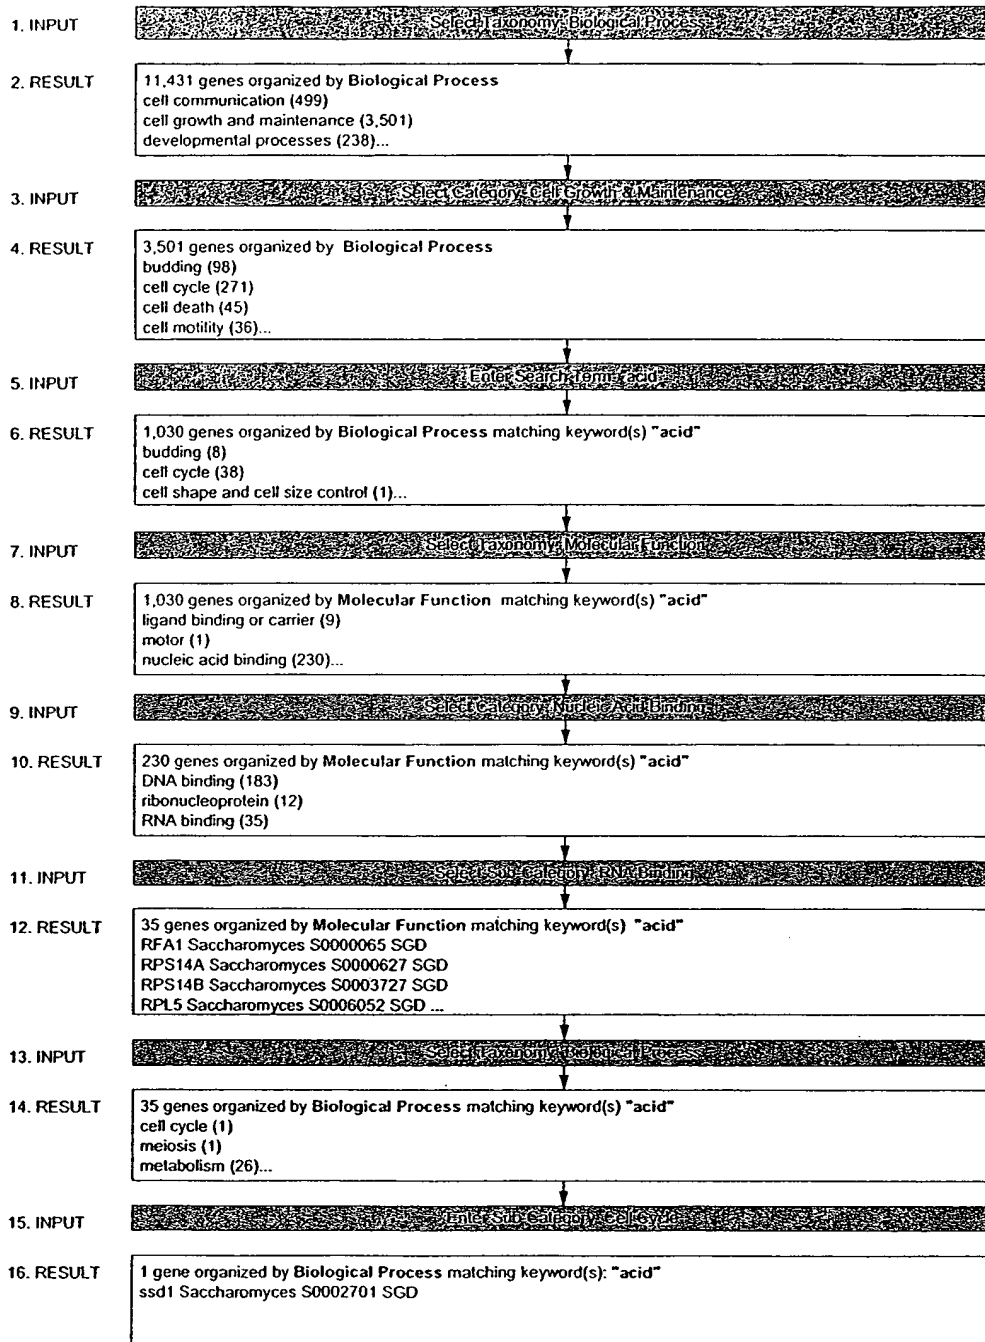 1. INPUT
Select Taxonomy: Biological Process
2. RESULT
11,431 genes organized by Biological Process
cell communication (499)
cell growth and maintenance (3,501)
developmental processes (238)...
3. INPUT
Select Category: Cell Growth & Maintenance
4. RESULT
3,501 genes organized by Biological Process
budding (98)
cell cycle (271)
cell death (45)
cell motility (36)...
5. INPUT
Enter Search Term: "acid"
6. RESULT
1,030 genes organized by Biological Process matching keyword(s) "acid"
budding (8)
cell cycle (38)
cell shape and cell size control (1)...
7. INPUT
Select Taxonomy: Molecular Function
8. RESULT
1,030 genes organized by Molecular Function matching keyword(s) "acid"
ligand binding or carrier (9)
motor (1)
nucleic acid binding (230)...
9. INPUT
Select Category: Nucleic Acid Binding
10. RESULT
230 genes organized by Molecular Function matching keyword(s) "acid"
DNA binding (183)
ribonucleoprotein (12)
RNA binding (35)
11. INPUT
Select Sub-Category: RNA Binding
12. RESULT
35 genes organized by Molecular Function matching keyword(s) "acid"
RFA1 Saccharomyces S0000065 SGD
RPS14A Saccharomyces S0000627 SGD
RPS14B Saccharomyces S0003727 SGD
RPL5 Saccharomyces S0006052 SGD ...
13. INPUT
Select Taxonomy: Biological Process
14. RESULT
35 genes organized by Biological Process matching keyword(s) "acid"
cell cycle (1)
meiosis (1)
metabolism (26)...
15. INPUT
Enter Sub-Category: Cell Cycle
16. RESULT
1 gene organized by Biological Process matching keyword(s): "acid"
ssd1 Saccharomyces S0002701 SGD